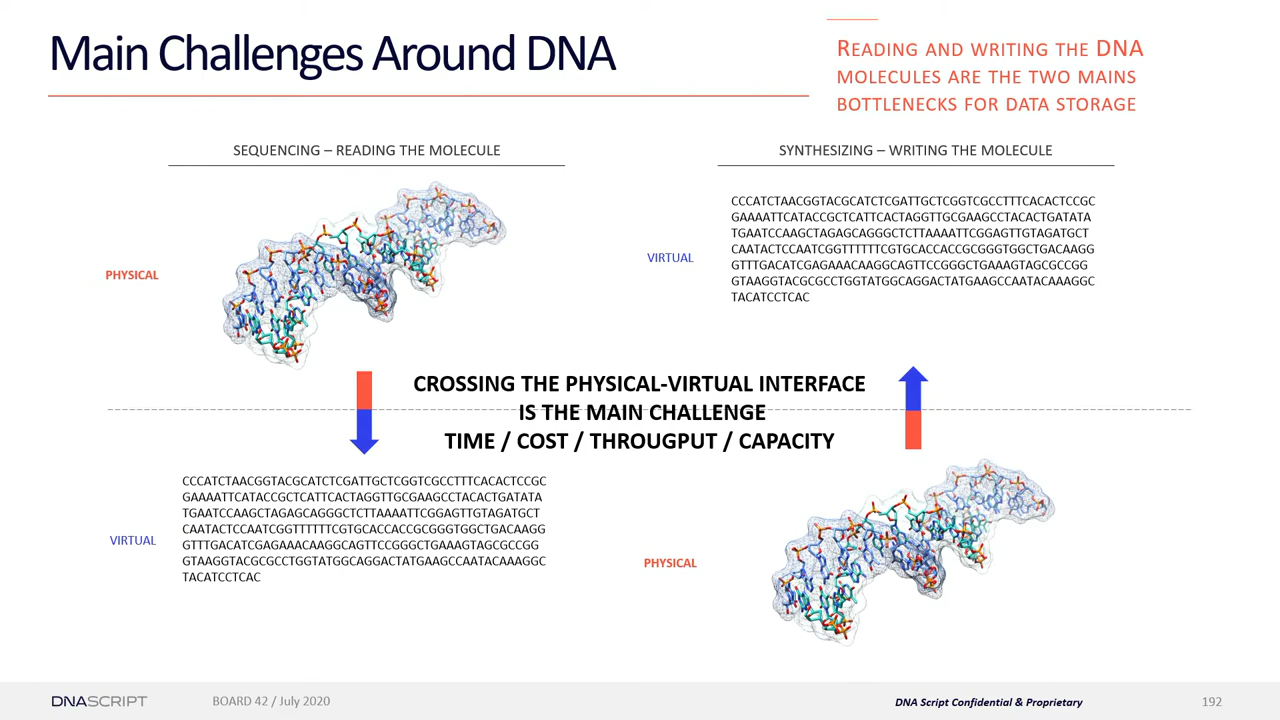 Main Challenges Around DNA
READING AND WRITING THE DNA
MOLECULES ARE THE TWO MAINS
BOTTLENECKS FOR DATA STORAGE
SEQUENCING – READING THE MOLECULE
PHYSICAL
VIRTUAL
CCCATCTAACGGTACGCATCTCGATTGCTCGGTCGCCTTTCACACTCCGC
GAAAATTCATACCGCTCATTCACTAGGTTGCGAAGCCTACACTGATATA
TGAATCCAAGCTAGAGCAGGGCTCTTAAAATTCGGAGTTGTAGATGCT
CAATACTCCAATCGGTTTTTTCGTGCACCACCGCGGGTGGCTGACAAGG
GTTTGACATCGAGAAACAAGGCAGTTCCGGGCTGAAAGTAGCGCCGG
GTAAGGTACGCGCCTGGTATGGCAGGACTATGAAGCCAATACAAAGGC
TACATCCTCAC
SYNTHESIZING – WRITING THE MOLECULE
VIRTUAL
CCCATCTAACGGTACGCATCTCGATTGCTCGGTCGCCTTTCACACTCCGC
GAAAATTCATACCGCTCATTCACTAGGTTGCGAAGCCTACACTGATATA
TGAATCCAAGCTAGAGCAGGGCTCTTAAAATTCGGAGTTGTAGATGCT
CAATACTCCAATCGGTTTTTTCGTGCACCACCGCGGGTGGCTGACAAGG
GTTTGACATCGAGAAACAAGGCAGTTCCGGGCTGAAAGTAGCGCCGG
GTAAGGTACGCGCCTGGTATGGCAGGACTATGAAGCCAATACAAAGGC
TACATCCTCAC
PHYSICAL
CROSSING THE PHYSICAL-VIRTUAL INTERFACE
IS THE MAIN CHALLENGE
TIME / COST / THROUGPUT / CAPACITY
DNASCRIPT
BOARD 42 / July 2020
DNA Script Confidential & Proprietary
192